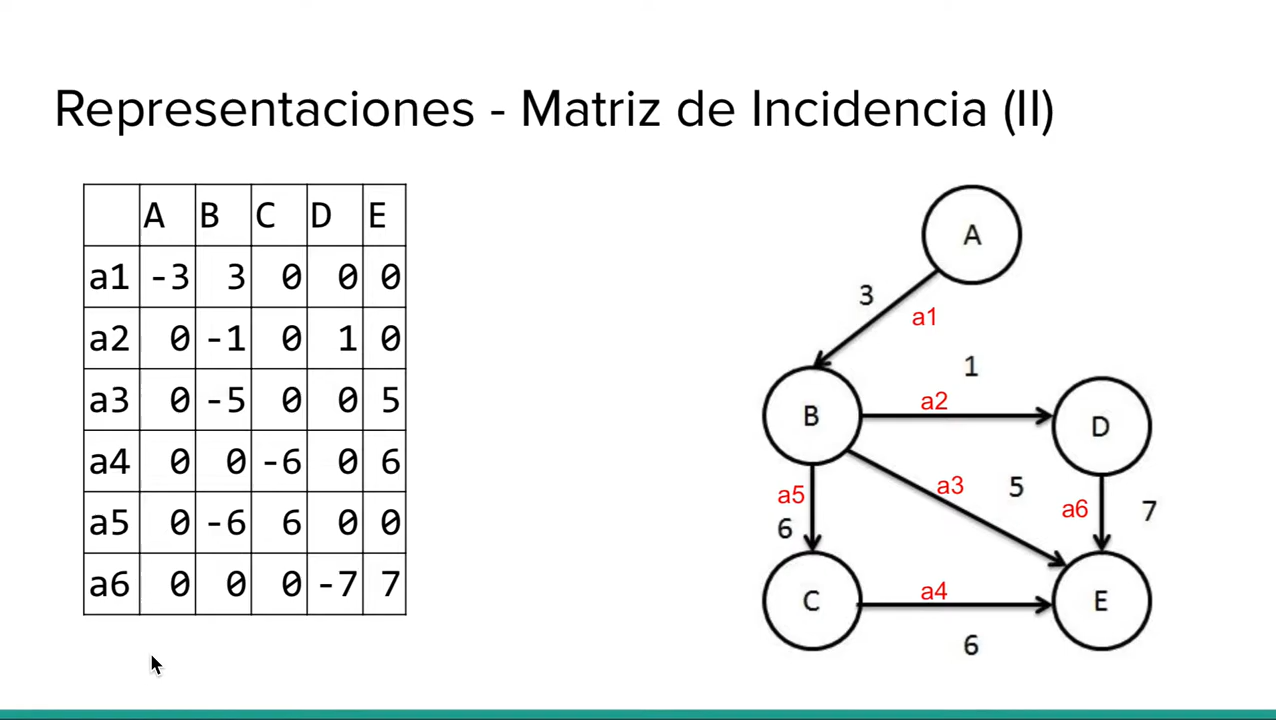 Representaciones - Matriz de Incidencia (II)
A B C D E
a1 -3 3 0 0 0
a2 0 -1 0 1 0
a3 0 -5 0 0 5
a4 0 0 -6 0 6
a5 0 -6 6 0 0
a6 0 0 0 -7 7
A
3
a1
1
a2
B
D
a5
a3
5
a6
7
6
C
a4
E
6